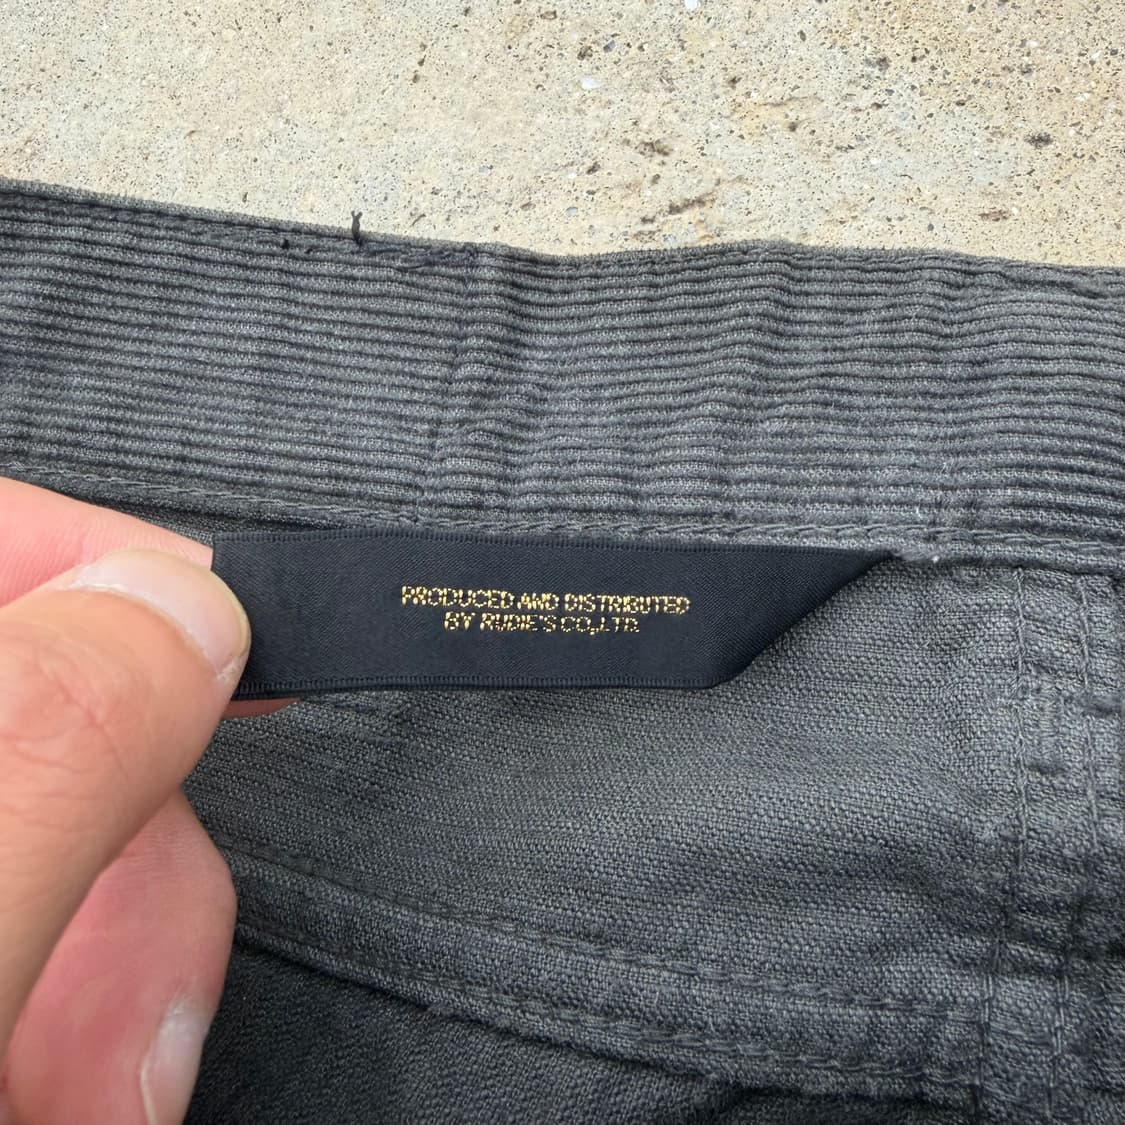 PRODUCED AND DISTRIBUTED
BY RUDIE'S CO.,LTD.